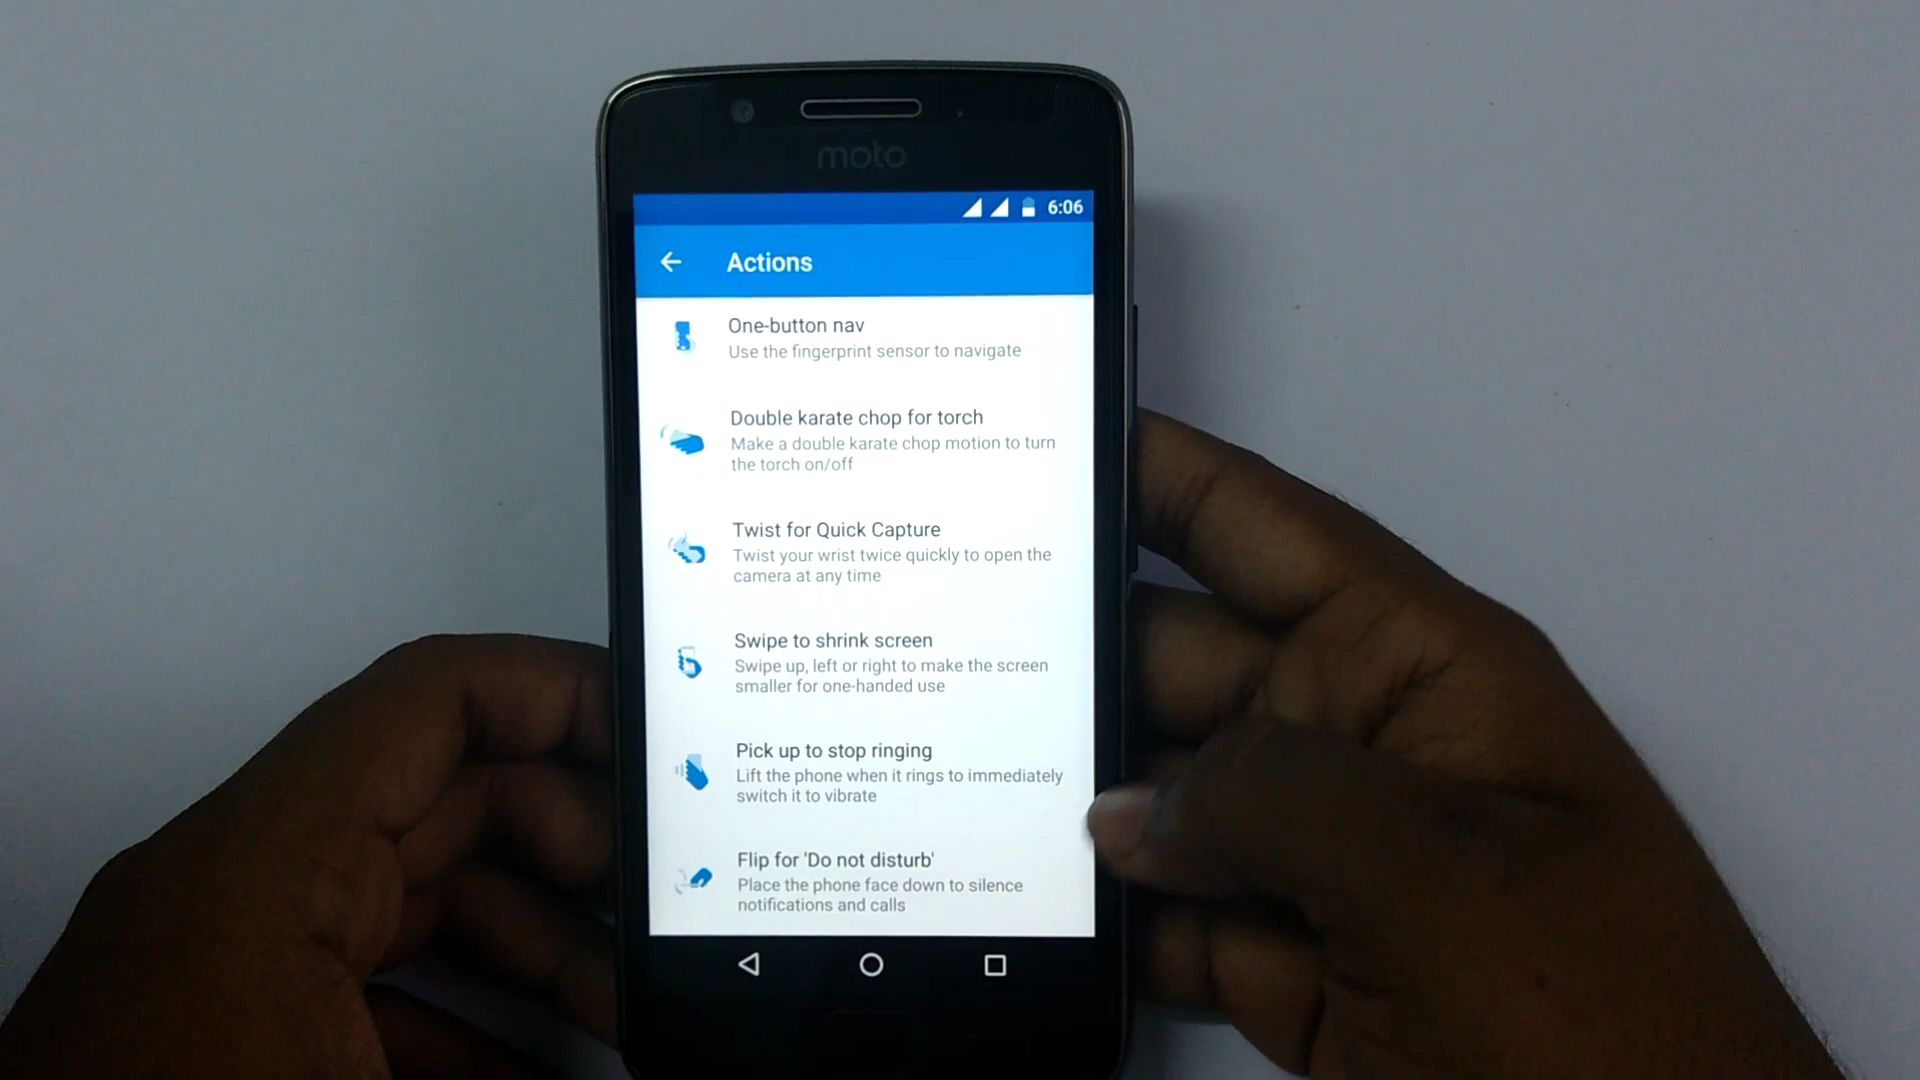 moto
6:06
Actions
One-button nav
Use the fingerprint sensor to navigate
Double karate chop for torch
Make a double karate chop motion to turn
the torch on/off
Twist for Quick Capture
Twist your wrist twice quickly to open the
camera at any time
Swipe to shrink screen
Swipe up, left or right to make the screen
smaller for one-handed use
Pick up to stop ringing
Lift the phone when it rings to immediately
switch it to vibrate
Flip for 'Do not disturb'
Place the phone face down to silence
notifications and calls